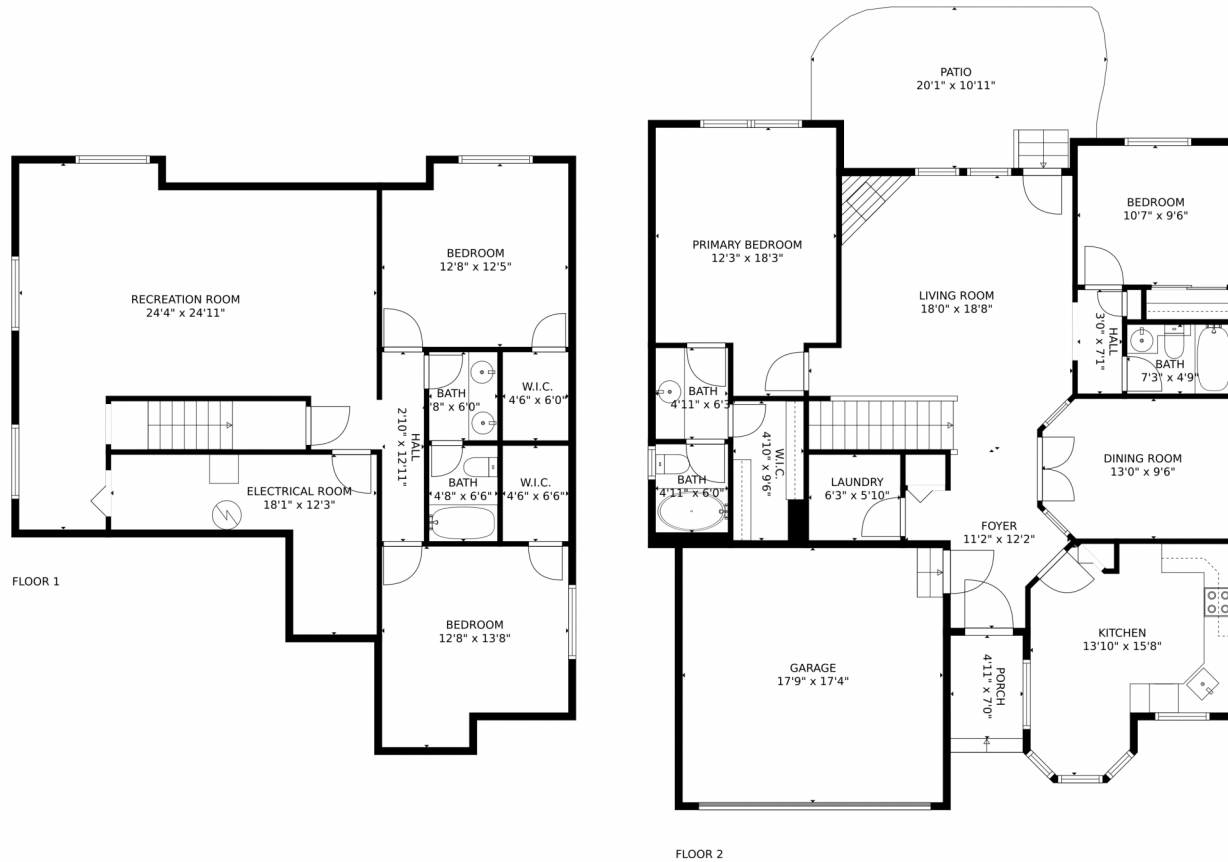 RECREATION ROOM
24'4" x 24'11"
BEDROOM
12'8" x 12'5"
BATH
'8" x 6'0"
W.I.C.
4'6" x 6'0"
HALL
2'10" x 12'11"
BATH
4'8" x 6'6"
W.I.C.
4'6" x 6'6"
ELECTRICAL ROOM
18'1" x 12'3"
BEDROOM
12'8" x 13'8"
FLOOR 1
PATIO
20'1" x 10'11"
PRIMARY BEDROOM
12'3" x 18'3"
LIVING ROOM
18'0" x 18'8"
BEDROOM
10'7" x 9'6"
HALL
3'0" x 7'1"
BATH
7'3" x 4'9"
BATH
4'11" x 6'3
W.I.C.
4'10" x 9'6"
BATH
4'11" x 6'0"
LAUNDRY
6'3" x 5'10"
DINING ROOM
13'0" x 9'6"
FOYER
11'2" x 12'2"
KITCHEN
13'10" x 15'8"
GARAGE
17'9" x 17'4"
PORCH
4'11" x 7'0"
FLOOR 2